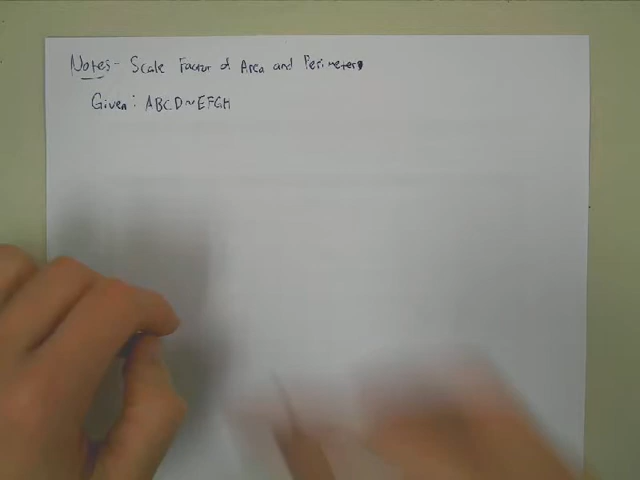 Notes- Scale Factor of Area and Perimeter
Given: ABCD~EFGH